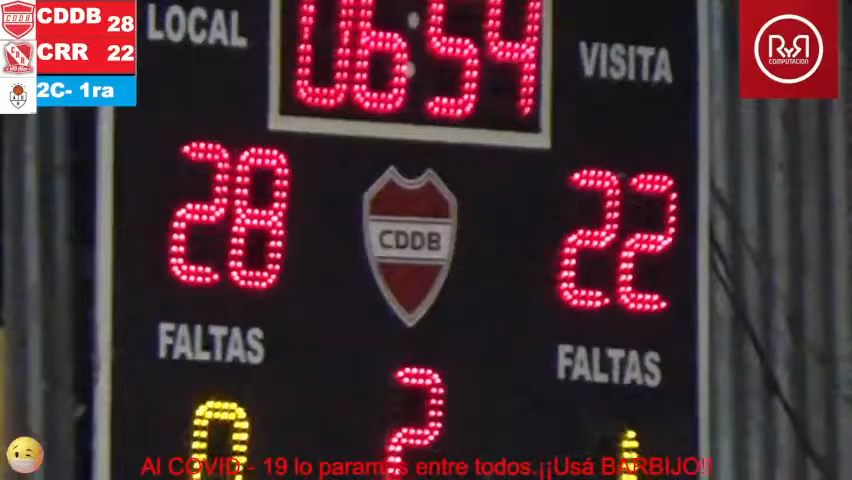 CDDB 28
CRR 22
2C- 1ra
RYR
COMPUTACION
LOCAL
06:54
VISITA
28
CDDB
22
FALTAS
FALTAS
0
2
1
Al COVID - 19 lo paramos entre todos.¡¡Usá BARBIJO!!